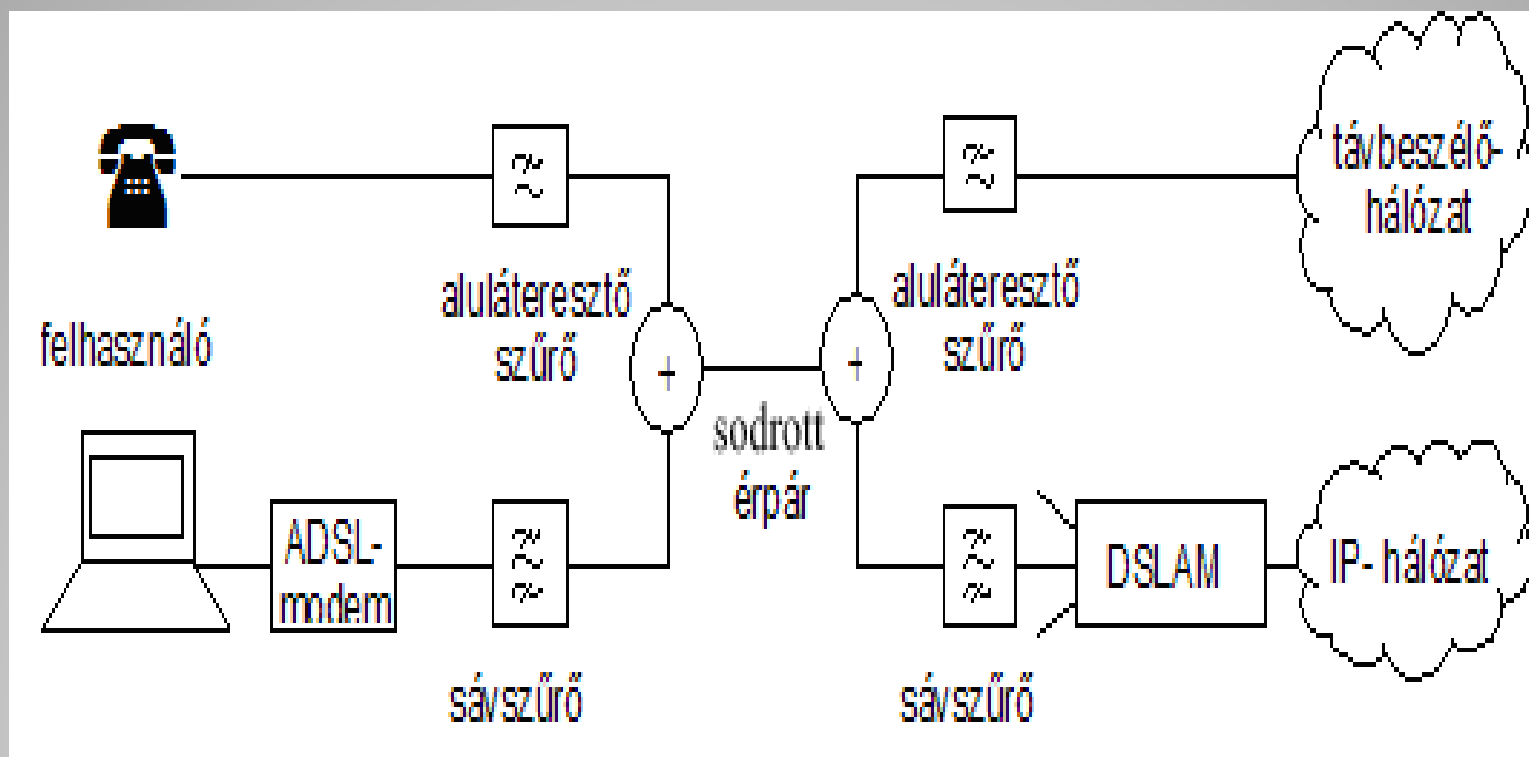 távbeszélő-
hálózat
aluláteresztő
szűrő
aluláteresztő
szűrő
felhasználó
+
+
sodrott
érpár
ADSL-
modem
DSLAM
IP- hálózat
sávszűrő
sávszűrő